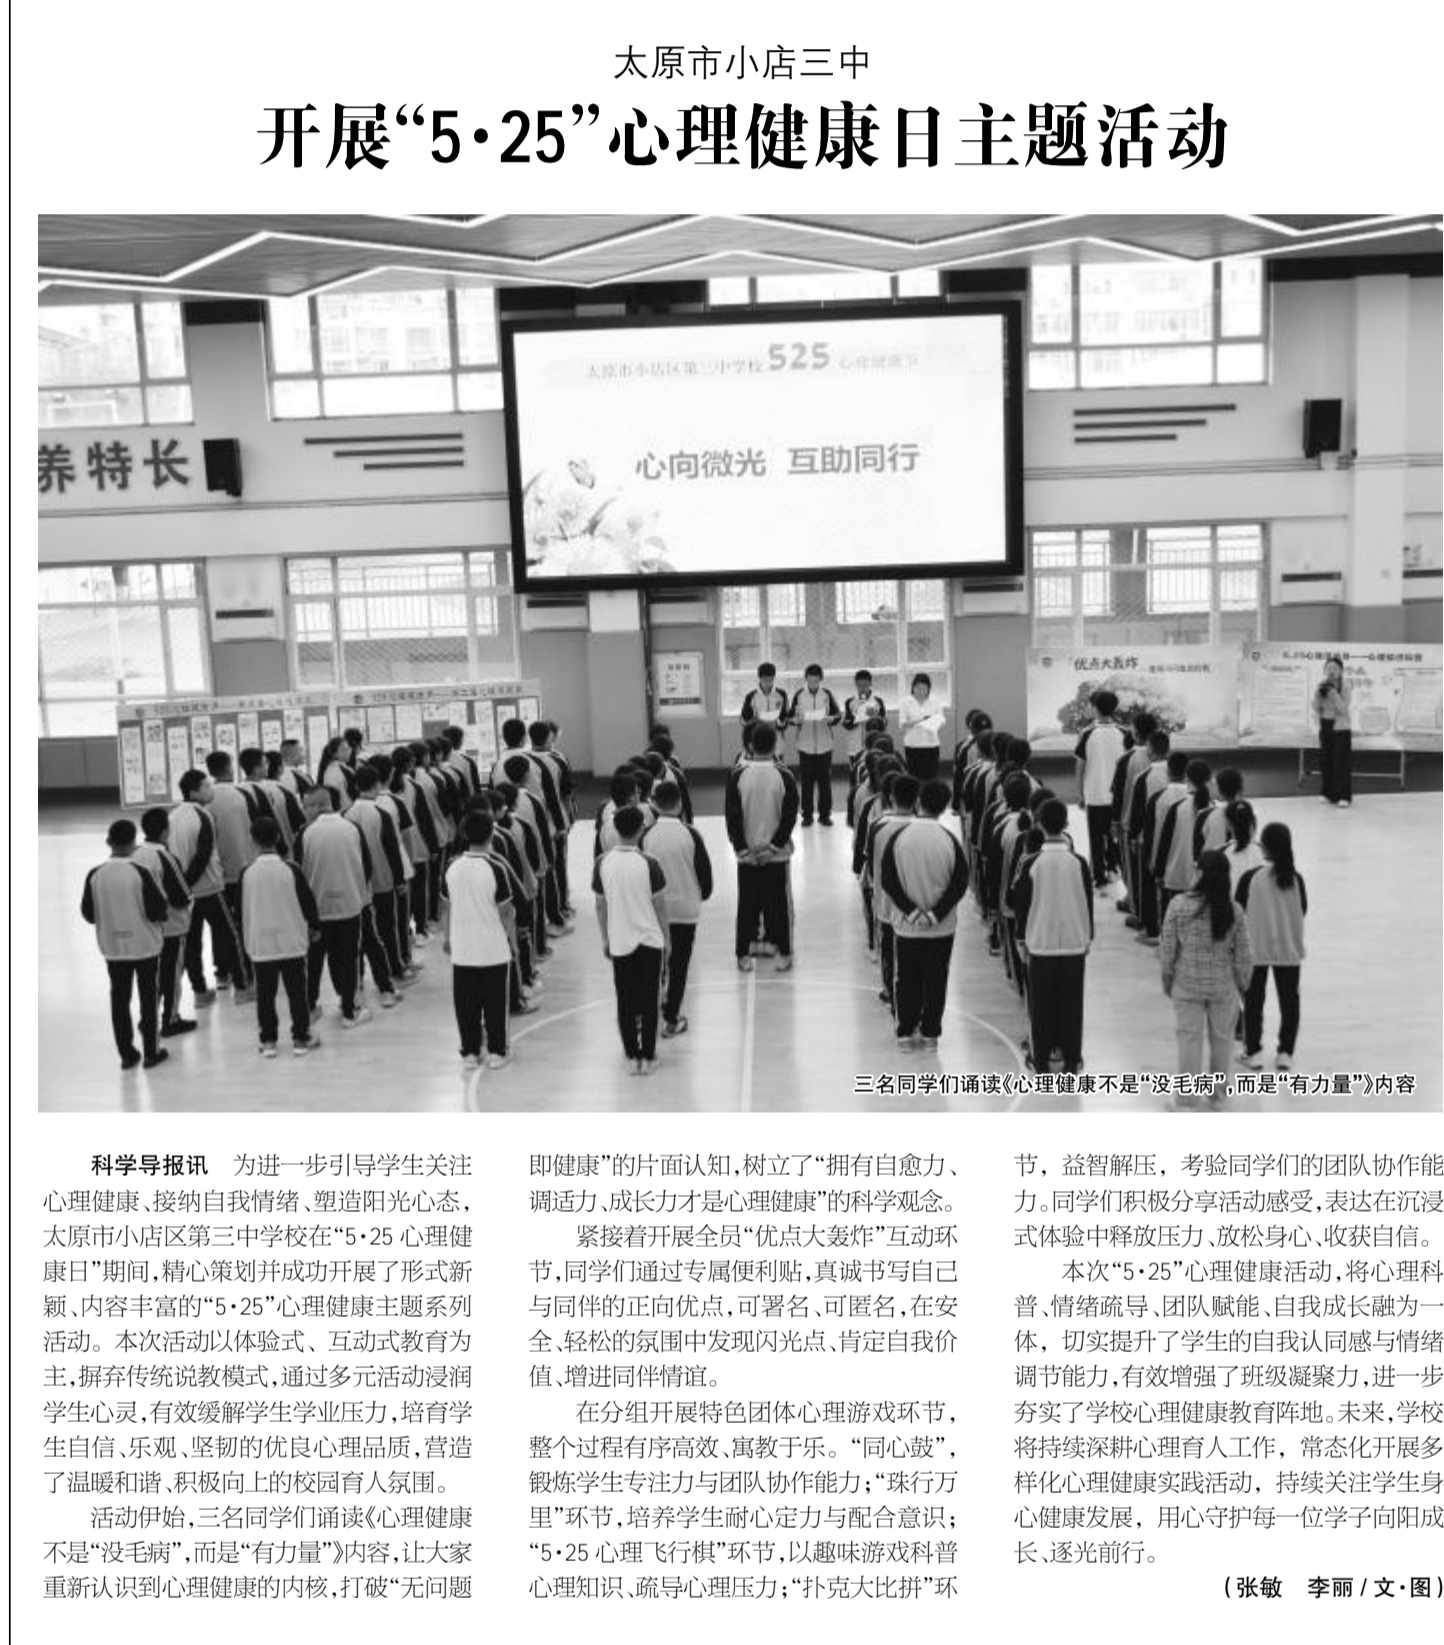 太原市小店三中
开展“5·25”心理健康日主题活动
太原市小店区第三中学校 525 心理健康节
心向微光 互助同行
养特长
优点大轰炸
三名同学们诵读《心理健康不是“没毛病”,而是“有力量”》内容
科学导报讯 为进一步引导学生关注
心理健康、接纳自我情绪、塑造阳光心态,
太原市小店区第三中学校在“5·25 心理健
康日”期间,精心策划并成功开展了形式新
颖、内容丰富的“5·25”心理健康主题系列
活动。本次活动以体验式、互动式教育为
主,摒弃传统说教模式,通过多元活动浸润
学生心灵,有效缓解学生学业压力,培育学
生自信、乐观、坚韧的优良心理品质,营造
了温暖和谐、积极向上的校园育人氛围。
活动伊始,三名同学们诵读《心理健康
不是“没毛病”,而是“有力量”》内容,让大家
重新认识到心理健康的内核,打破“无问题
即健康”的片面认知,树立了“拥有自愈力、
调适力、成长力才是心理健康”的科学观念。
紧接着开展全员“优点大轰炸”互动环
节,同学们通过专属便利贴,真诚书写自己
与同伴的正向优点,可署名、可匿名,在安
全、轻松的氛围中发现闪光点、肯定自我价
值、增进同伴情谊。
在分组开展特色团体心理游戏环节,
整个过程有序高效、寓教于乐。“同心鼓”,
锻炼学生专注力与团队协作能力;“珠行万
里”环节,培养学生耐心定力与配合意识;
“5·25 心理飞行棋”环节,以趣味游戏科普
心理知识、疏导心理压力;“扑克大比拼”环
节,益智解压,考验同学们的团队协作能
力。同学们积极分享活动感受,表达在沉浸
式体验中释放压力、放松身心、收获自信。
本次“5·25”心理健康活动,将心理科
普、情绪疏导、团队赋能、自我成长融为一
体,切实提升了学生的自我认同感与情绪
调节能力,有效增强了班级凝聚力,进一步
夯实了学校心理健康教育阵地。未来,学校
将持续深耕心理育人工作,常态化开展多
样化心理健康实践活动,持续关注学生身
心健康发展,用心守护每一位学子向阳成
长、逐光前行。
(张敏 李丽/文·图)